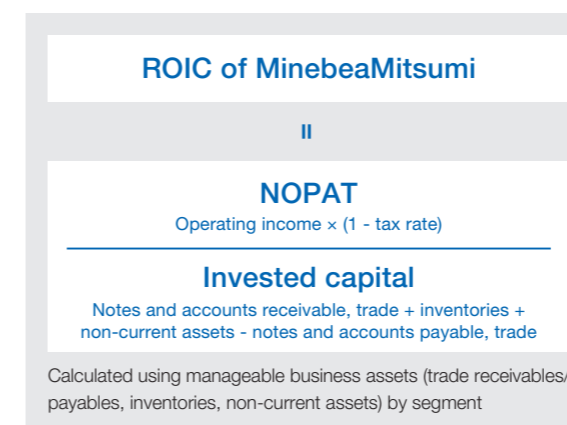 ROIC of MinebeaMitsumi
=
NOPAT
Operating income × (1 - tax rate)
Invested capital
Notes and accounts receivable, trade + inventories +
non-current assets - notes and accounts payable, trade
Calculated using manageable business assets (trade receivables/
payables, inventories, non-current assets) by segment